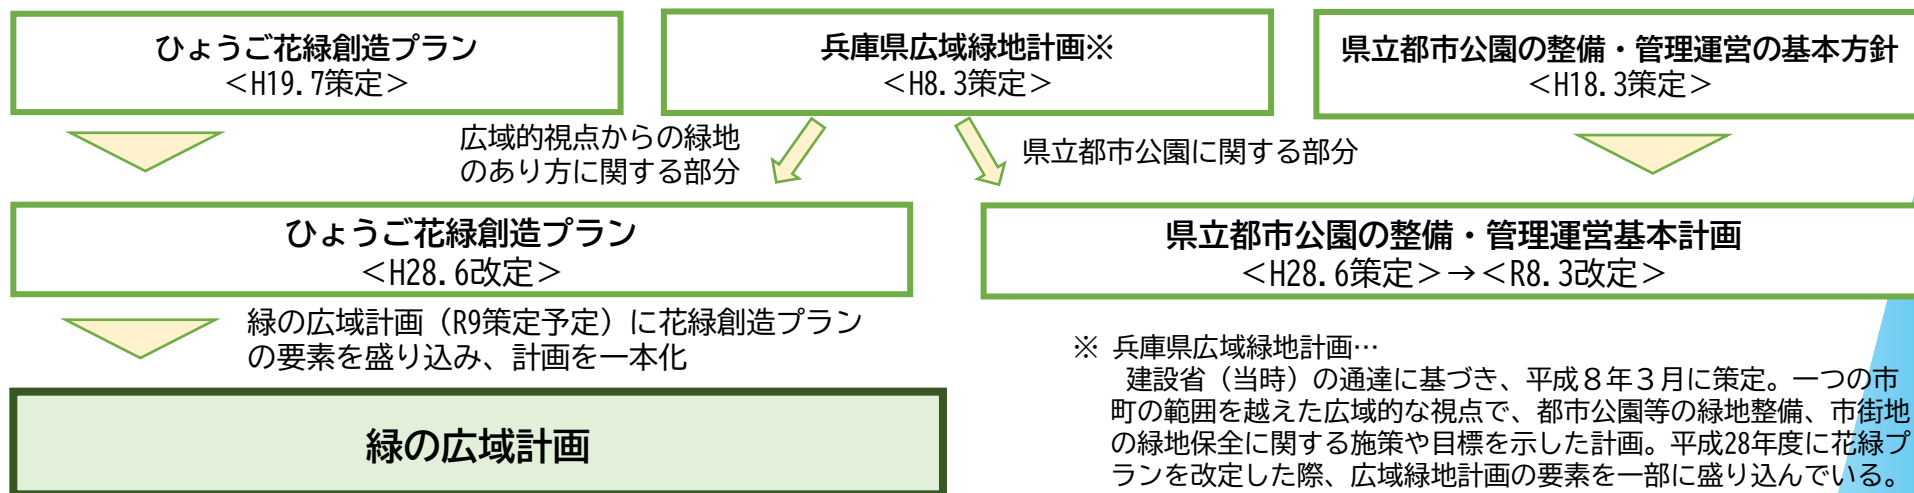 ひょうご花緑創造プラン
＜H19.7策定＞
兵庫県広域緑地計画※
＜H8.3策定＞
県立都市公園の整備・管理運営の基本方針
＜H18.3策定＞
広域的視点からの緑地
のあり方に関する部分
県立都市公園に関する部分
ひょうご花緑創造プラン
＜H28.6改定＞
県立都市公園の整備・管理運営基本計画
＜H28.6策定＞→＜R8.3改定＞
緑の広域計画（R9策定予定）に花緑創造プラン
の要素を盛り込み、計画を一本化
緑の広域計画
※ 兵庫県広域緑地計画…
建設省（当時）の通達に基づき、平成８年３月に策定。一つの市
町の範囲を越えた広域的な視点で、都市公園等の緑地整備、市街地
の緑地保全に関する施策や目標を示した計画。平成28年度に花緑プ
ランを改定した際、広域緑地計画の要素を一部に盛り込んでいる。